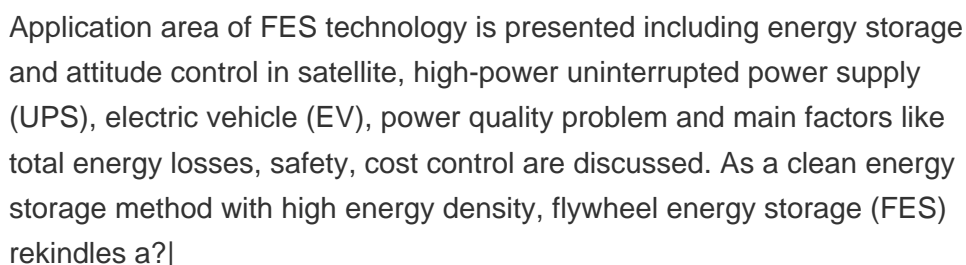 Application area of FES technology is presented including energy storage
and attitude control in satellite, high-power uninterrupted power supply
(UPS), electric vehicle (EV), power quality problem and main factors like
total energy losses, safety, cost control are discussed. As a clean energy
storage method with high energy density, flywheel energy storage (FES)
rekindles a?|